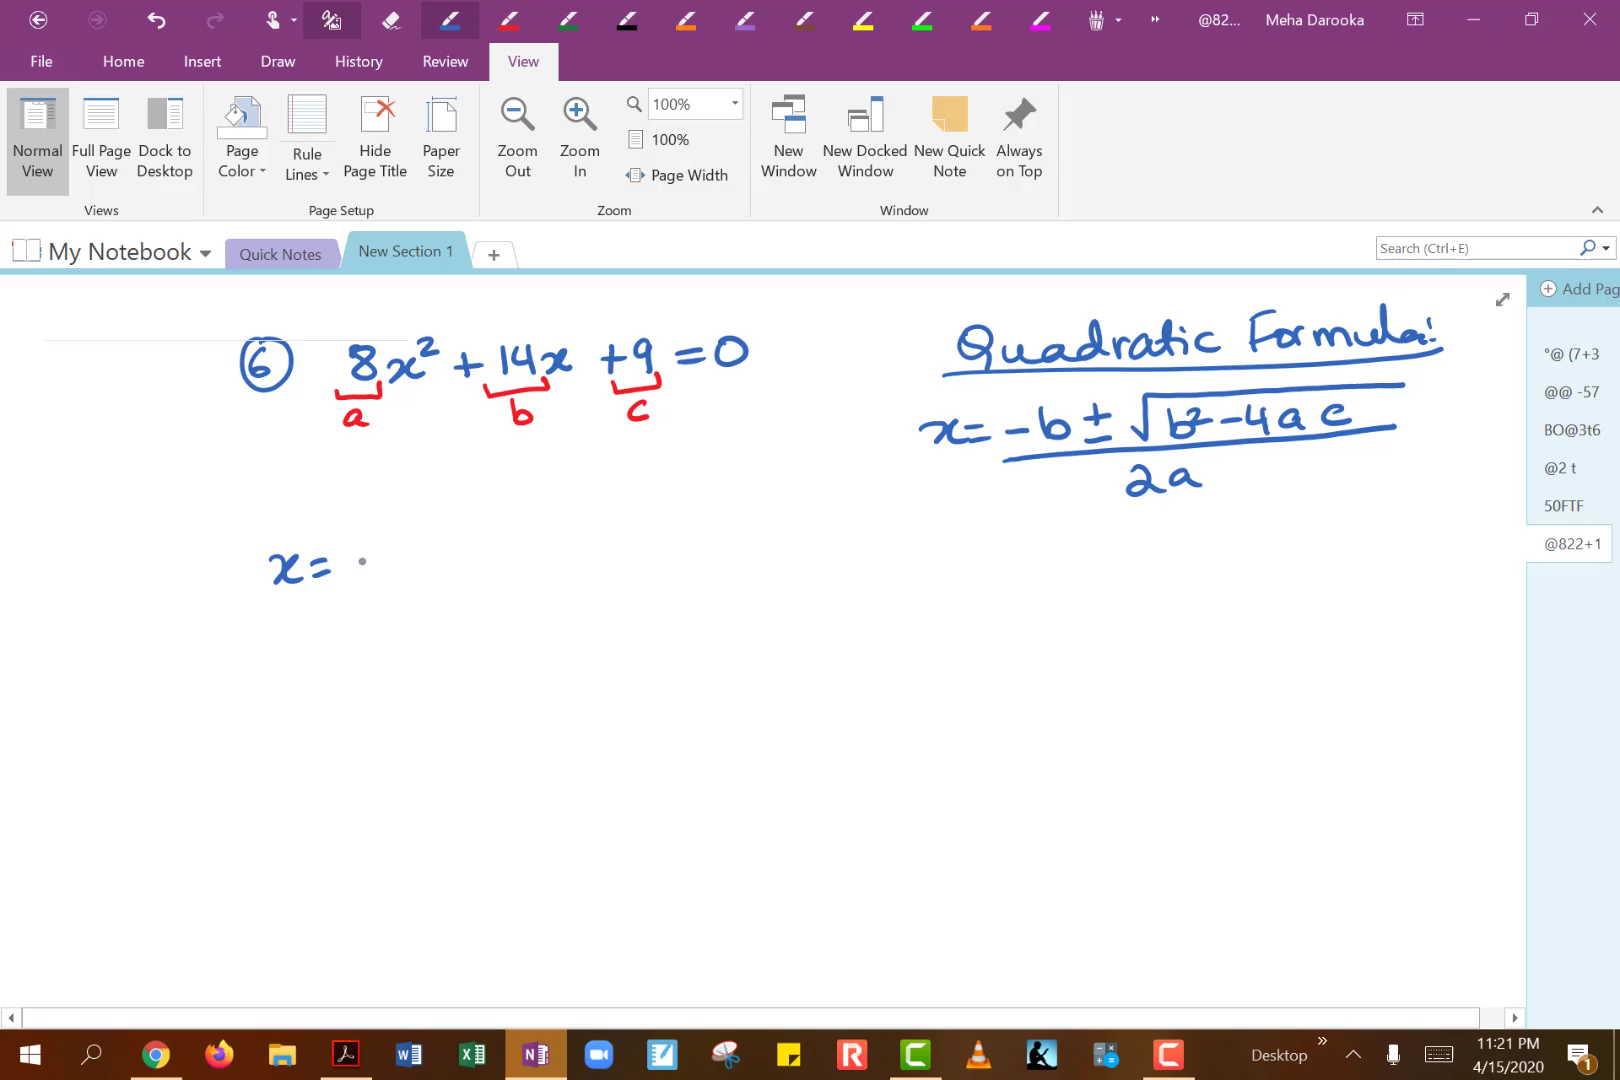 @82... Meha Darooka
File Home Insert Draw History Review View
Normal View Full Page View Dock to Desktop Page Color Rule Lines Hide Page Title Paper Size Zoom Out Zoom In 100% 100% Page Width New Window New Docked Window New Quick Note Always on Top
Views Page Setup Zoom Window
My Notebook Quick Notes New Section 1 + Search (Ctrl+E)
Add Pag
⑥ 8x² + 14x + 9 = 0
a b c
Quadratic Formula:
x = (-b ± √(b² - 4ac)) / 2a
x =
°@ (7+3
@@ -57
BO@3t6
@2 t
50FTF
@822+1
Desktop
11:21 PM
4/15/2020
1